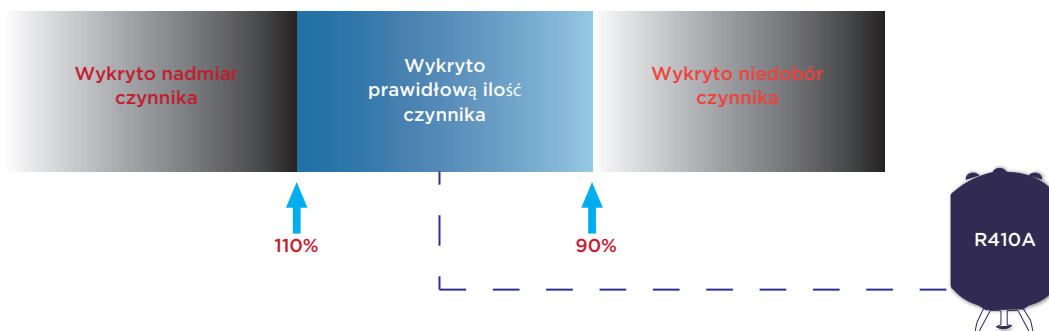 Wykryto nadmiar
czynnika
Wykryto
prawidłową ilość
czynnika
Wykryto niedobór
czynnika
110%
90%
R410A